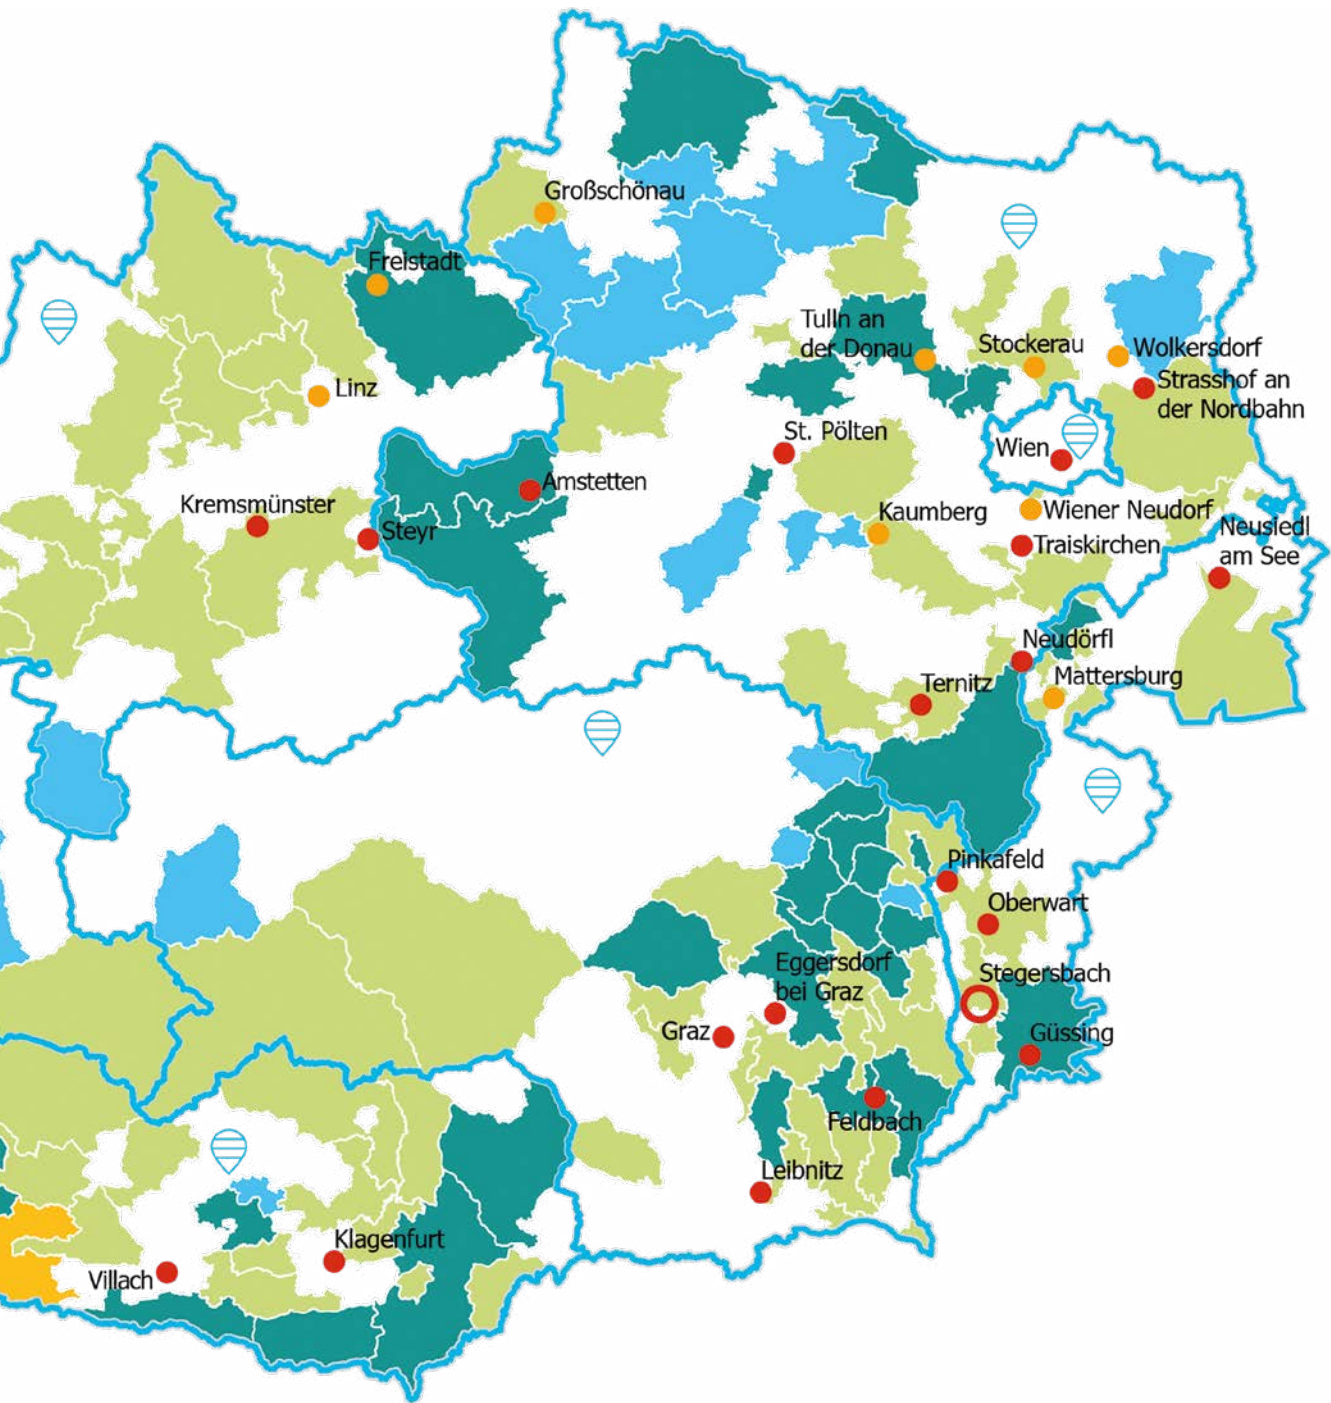 Großschönau
Freistadt
Tulln an
der Donau
Stockerau
Wolkersdorf
Linz
Strasshof an
der Nordbahn
St. Pölten
Wien
Amstetten
Kremsmünster
Kaumberg
Wiener Neudorf
Steyr
Neusiedl
am See
Traiskirchen
Neudörfl
Mattersburg
Ternitz
Pinkafeld
Oberwart
Eggersdorf
bei Graz
Stegersbach
Graz
Güssing
Feldbach
Leibnitz
Klagenfurt
Villach